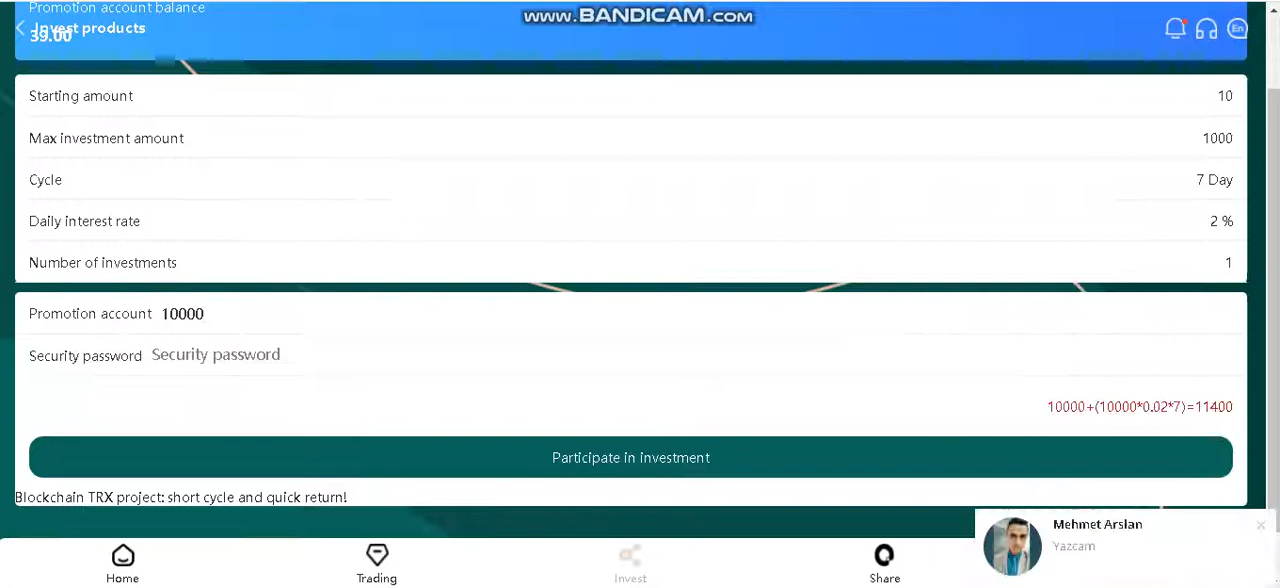 Promotion account balance
www.BANDICAM.com
Invest products
39.00
En
Starting amount 10
Max investment amount 1000
Cycle 7 Day
Daily interest rate 2 %
Number of investments 1
Promotion account 10000
Security password Security password
10000+(10000*0.02*7)=11400
Participate in investment
Blockchain TRX project: short cycle and quick return!
Mehmet Arslan
Yazcam
Home Trading Invest Share